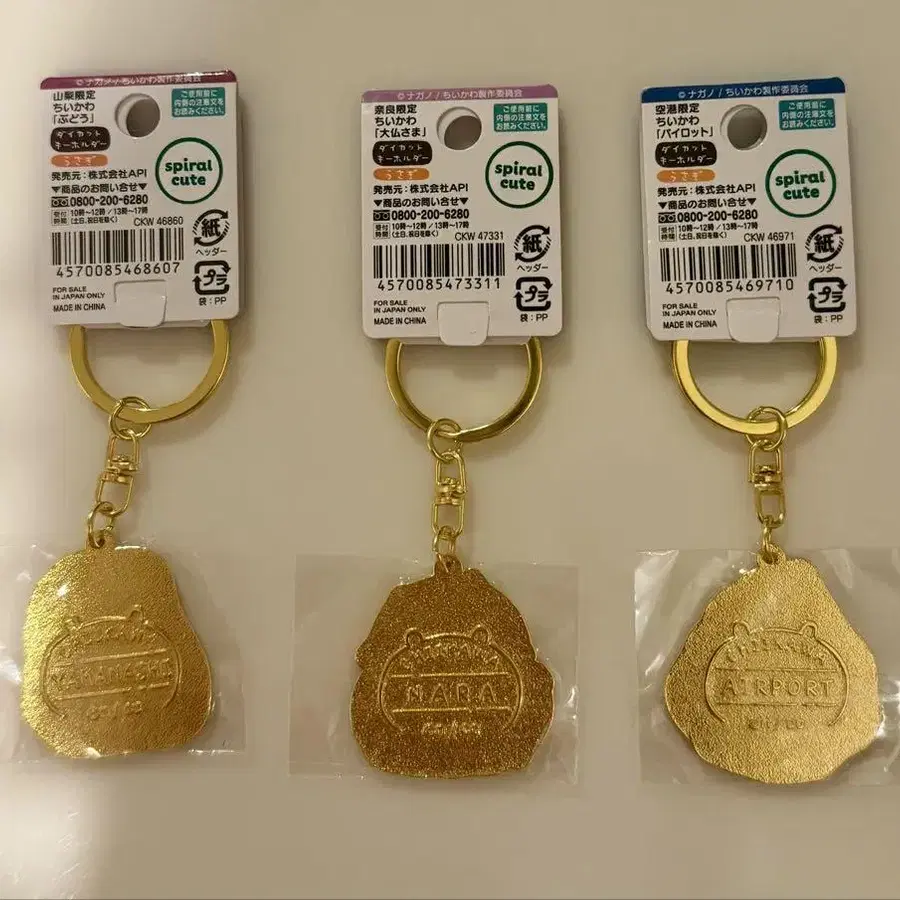 © ナガノ / ちいかわ製作委員会
山梨限定
ちいかわ
「ぶどう」
ご使用前に
内側の注意文を
お読みください。
ダイカット
キーホルダー
うさぎ
spiral
cute
発売元：株式会社API
▼商品のお問い合せ▼
0800-200-6280
受付
時間
10時～12時 / 13時～17時
(土日、祝日を除く)
CKW 46860
紙
ヘッダー
4570085468607
プラ
袋：PP
FOR SALE
IN JAPAN ONLY
MADE IN CHINA
CHIIKAWA
YAMANASHI
© ナガノ / ちいかわ製作委員会
奈良限定
ちいかわ
「大仏さま」
ご使用前に
内側の注意文を
お読みください。
ダイカット
キーホルダー
うさぎ
spiral
cute
発売元：株式会社API
▼商品のお問い合せ▼
0800-200-6280
受付
時間
10時～12時 / 13時～17時
(土日、祝日を除く)
CKW 47331
紙
ヘッダー
4570085473311
プラ
袋：PP
FOR SALE
IN JAPAN ONLY
MADE IN CHINA
CHIIKAWA
NARA
© ナガノ / ちいかわ製作委員会
空港限定
ちいかわ
「パイロット」
ご使用前に
内側の注意文を
お読みください。
ダイカット
キーホルダー
うさぎ
spiral
cute
発売元：株式会社API
▼商品のお問い合せ▼
0800-200-6280
受付
時間
10時～12時 / 13時～17時
(土日、祝日を除く)
CKW 46971
紙
ヘッダー
4570085469710
プラ
袋：PP
FOR SALE
IN JAPAN ONLY
MADE IN CHINA
CHIIKAWA
AIRPORT